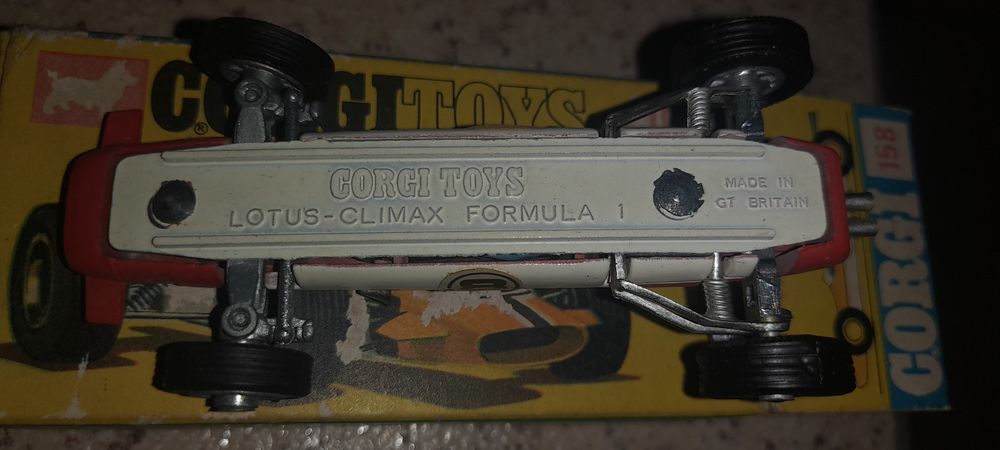 CORGI TOYS
®
CORGI TOYS
LOTUS-CLIMAX FORMULA 1
MADE IN
GT BRITAIN
158
CORGI